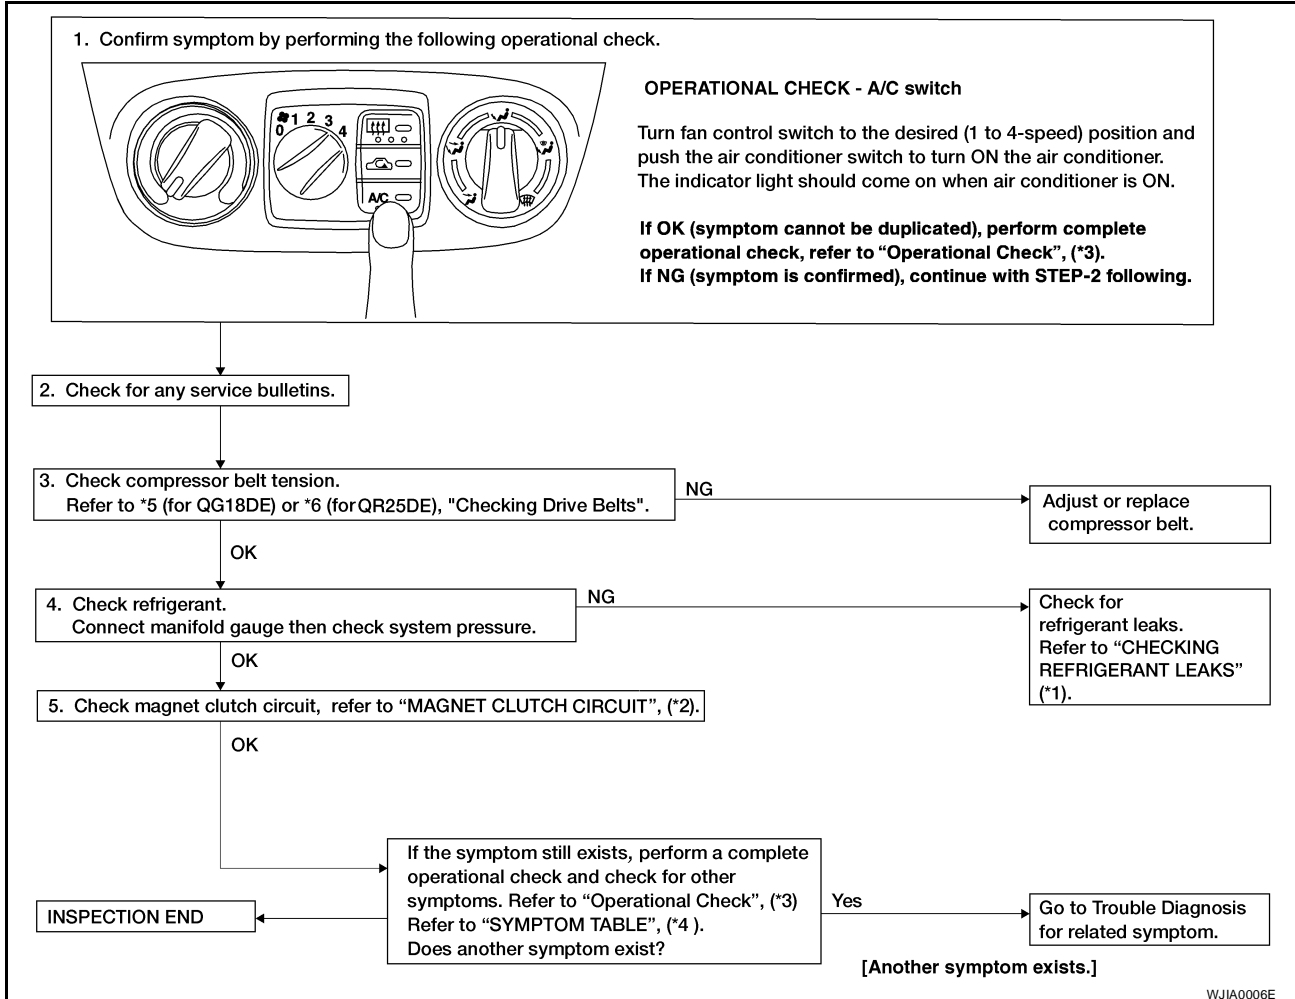 1. Confirm symptom by performing the following operational check.
0 1 2 3 4
A/C
OPERATIONAL CHECK - A/C switch
Turn fan control switch to the desired (1 to 4-speed) position and
push the air conditioner switch to turn ON the air conditioner.
The indicator light should come on when air conditioner is ON.
If OK (symptom cannot be duplicated), perform complete
operational check, refer to “Operational Check”, (*3).
If NG (symptom is confirmed), continue with STEP-2 following.
2. Check for any service bulletins.
3. Check compressor belt tension.
Refer to *5 (for QG18DE) or *6 (for QR25DE), "Checking Drive Belts".
NG
Adjust or replace
compressor belt.
OK
4. Check refrigerant.
Connect manifold gauge then check system pressure.
NG
Check for
refrigerant leaks.
Refer to “CHECKING
REFRIGERANT LEAKS”
(*1).
OK
5. Check magnet clutch circuit, refer to “MAGNET CLUTCH CIRCUIT”, (*2).
OK
If the symptom still exists, perform a complete
operational check and check for other
symptoms. Refer to “Operational Check”, (*3)
Refer to “SYMPTOM TABLE”, (*4 ).
Does another symptom exist?
INSPECTION END
Yes
Go to Trouble Diagnosis
for related symptom.
[Another symptom exists.]
WJIA0006E